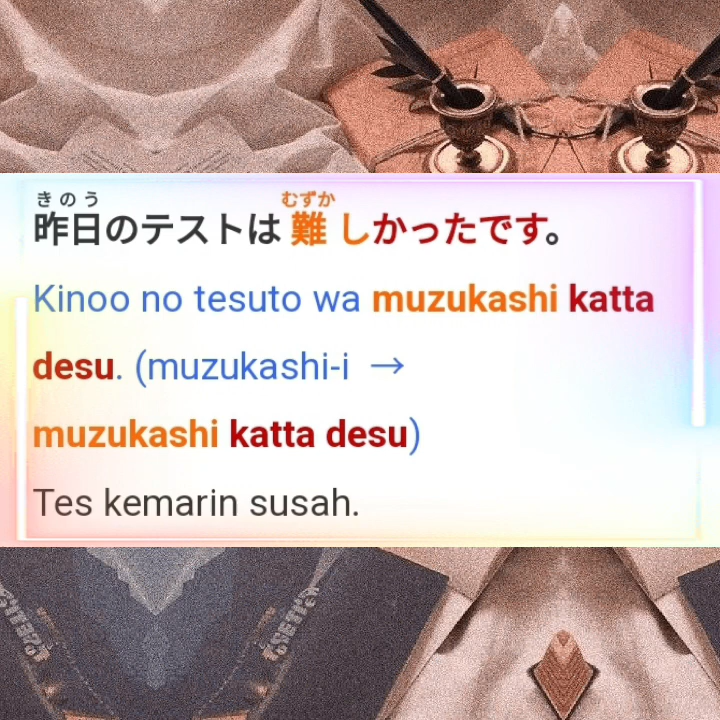 きのう むずか
昨日のテストは 難しかったです。
Kinoo no tesuto wa muzukashi katta
desu. (muzukashi-i →
muzukashi katta desu)
Tes kemarin susah.